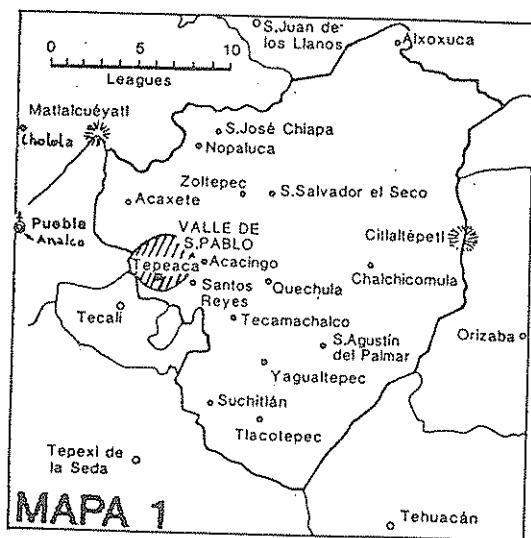 S.Juan de
los Llanos
Alxoxuca
0 5 10
Leagues
Matlalcuéyatl
Cholola
S.José Chiapa
Nopaluca
Zoltepec
S.Salvador el Seco
Acaxete
Puebla
Analco
VALLE DE
S.PABLO
Citlaltépetl
Tepeaca
Acacingo
Chalchicomula
Santos
Reyes
Quechula
Tecali
Tecamachalco
S.Agustín
del Palmar
Orizaba
Yagualtepec
Suchitlán
Tlacotepec
Tepexi de
la Seda
MAPA 1
Tehuacán